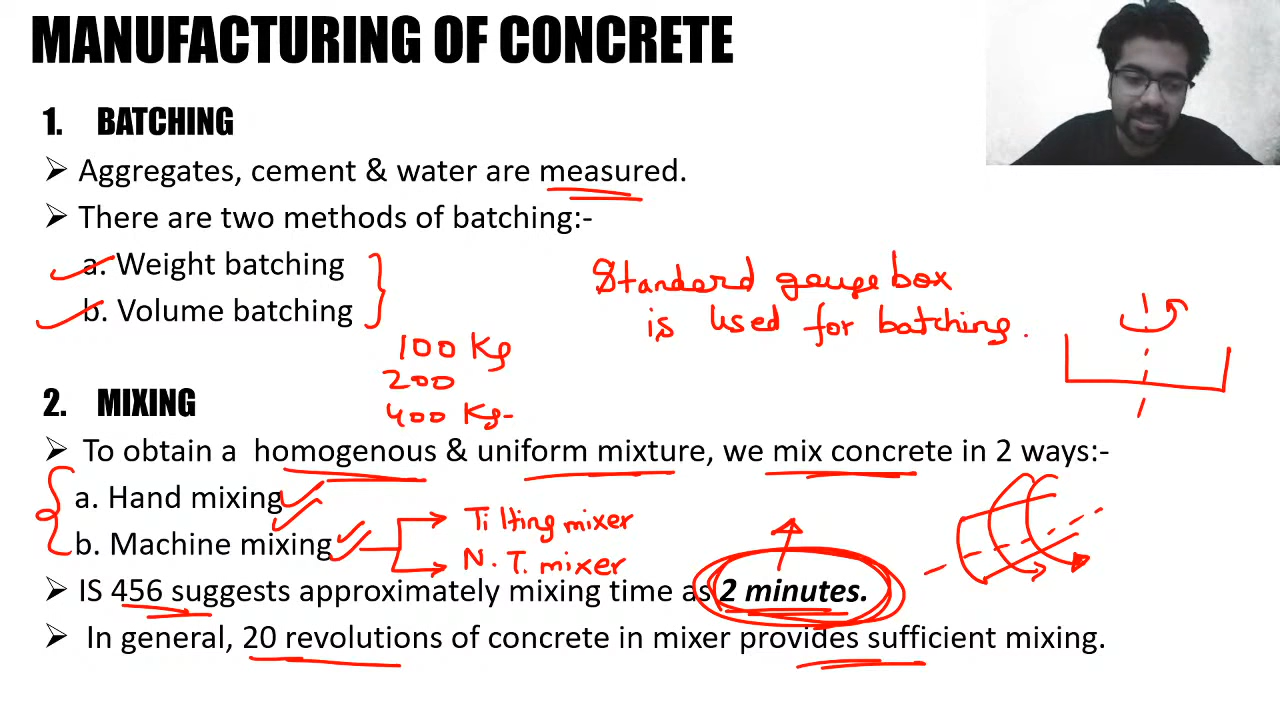 MANUFACTURING OF CONCRETE
1. BATCHING
➢ Aggregates, cement & water are measured.
➢ There are two methods of batching:-
a. Weight batching
b. Volume batching
Standard gauge box
is used for batching.
100 Kg
200
400 Kg
2. MIXING
➢ To obtain a homogenous & uniform mixture, we mix concrete in 2 ways:-
a. Hand mixing
b. Machine mixing
Tilting mixer
N.T. mixer
➢ IS 456 suggests approximately mixing time as 2 minutes.
➢ In general, 20 revolutions of concrete in mixer provides sufficient mixing.